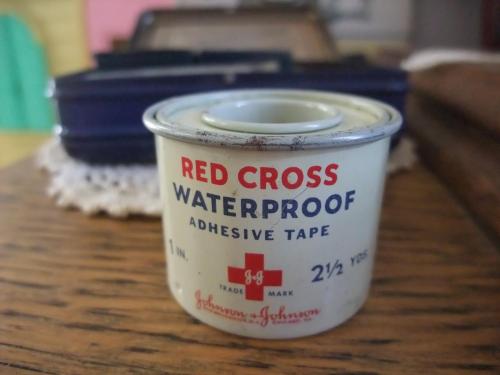 RED CROSS
WATERPROOF
ADHESIVE TAPE
1 IN.
2½ YDS.
J&J
TRADE MARK
Johnson & Johnson